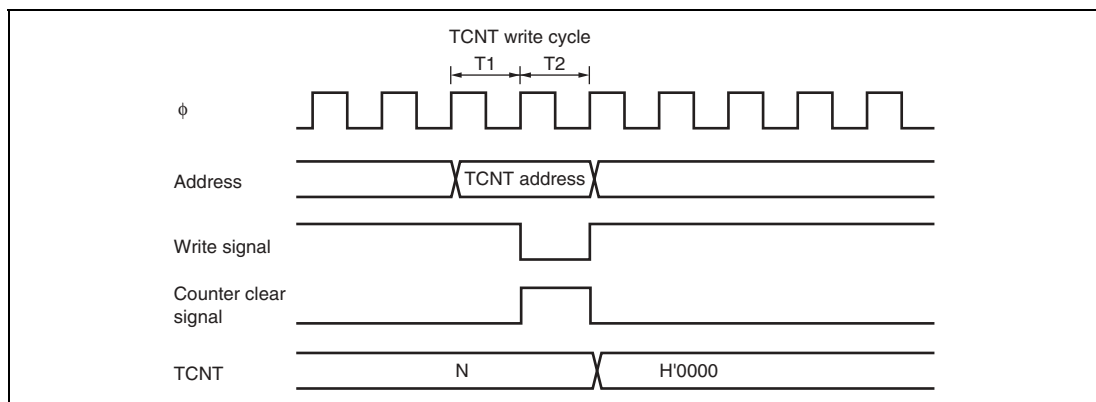 TCNT write cycle
T1 T2
ϕ
Address
TCNT address
Write signal
Counter clear
signal
TCNT
N
H'0000